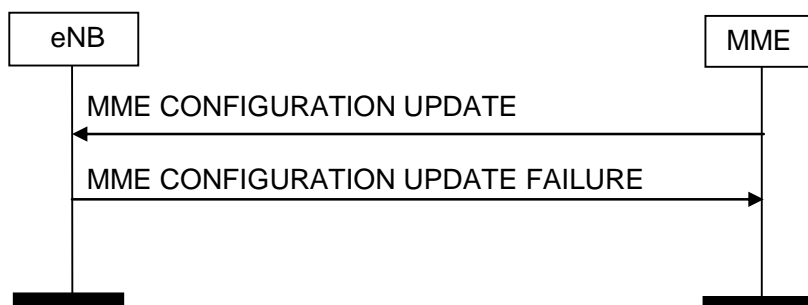 eNB
MME
MME CONFIGURATION UPDATE
MME CONFIGURATION UPDATE FAILURE